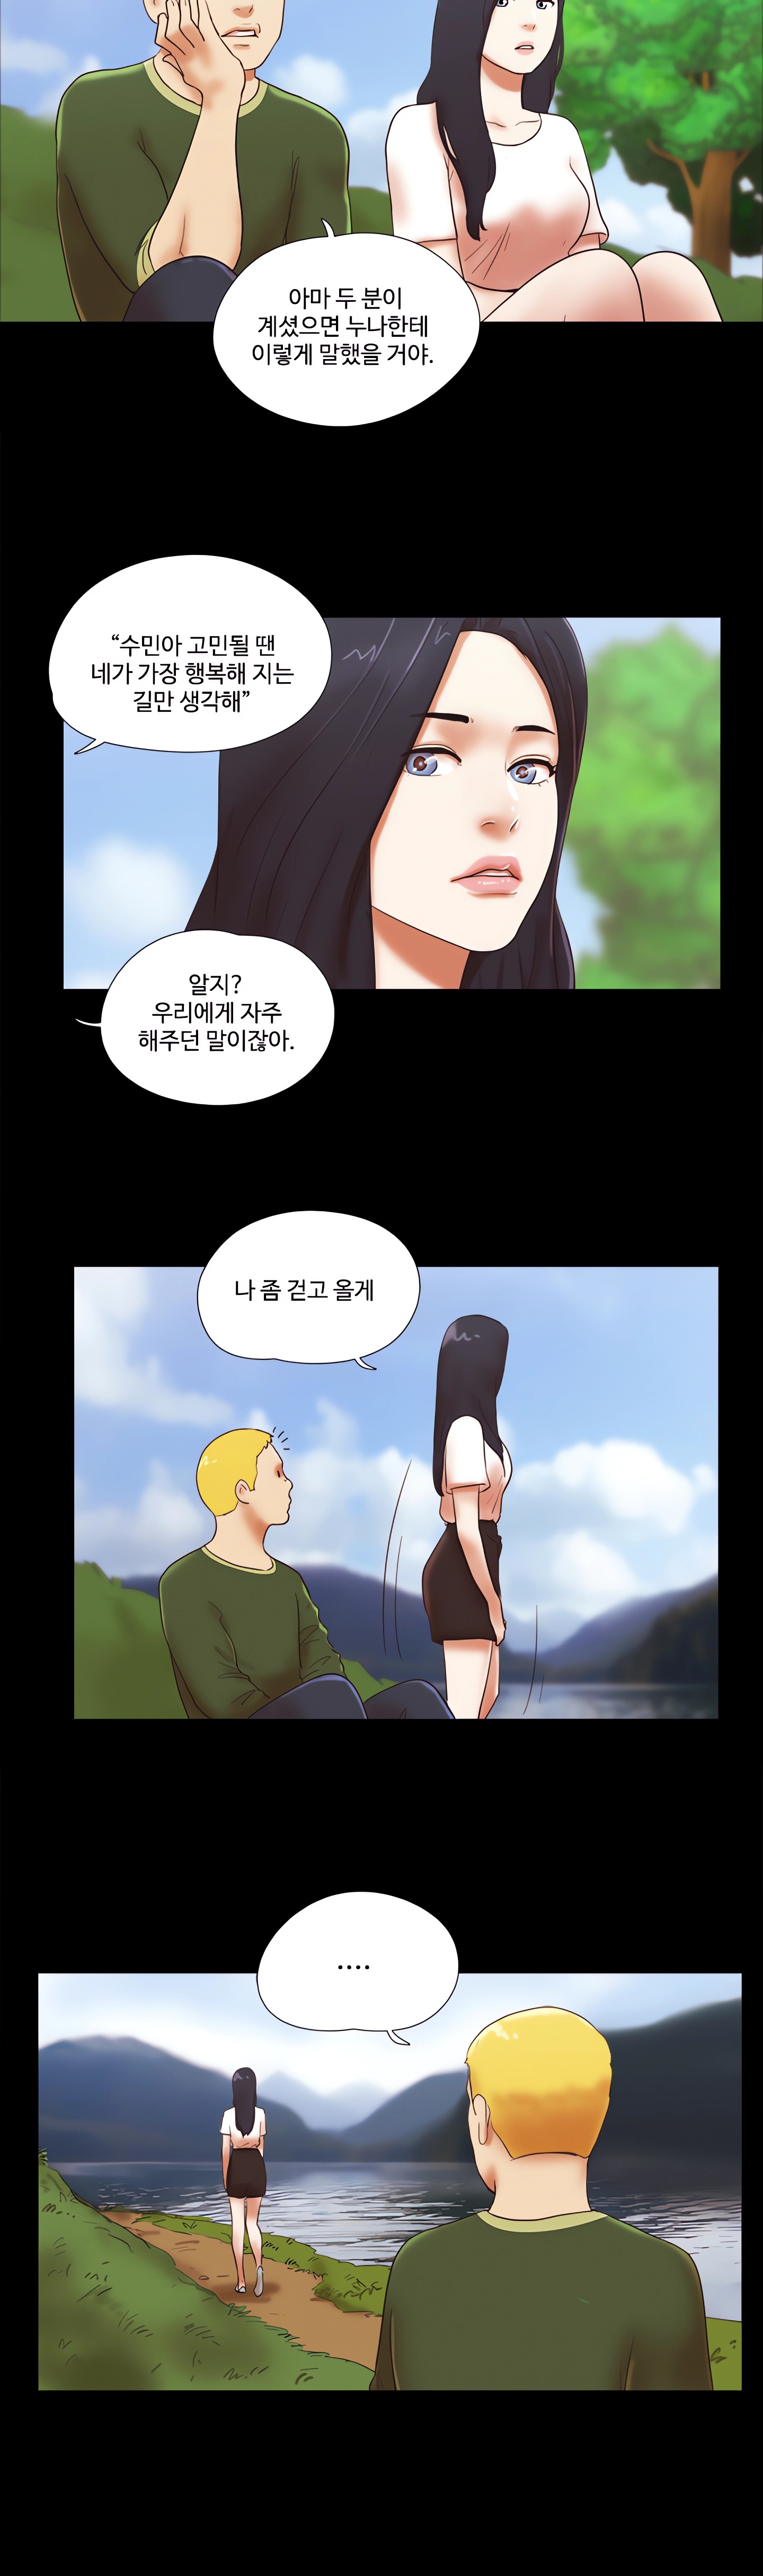 아마 두 분이
계셨으면 누나한테
이렇게 말했을 거야.
“수민아 고민될 땐
네가 가장 행복해 지는
길만 생각해”
알지?
우리에게 자주
해주던 말이잖아.
나 좀 걷고 올게
....